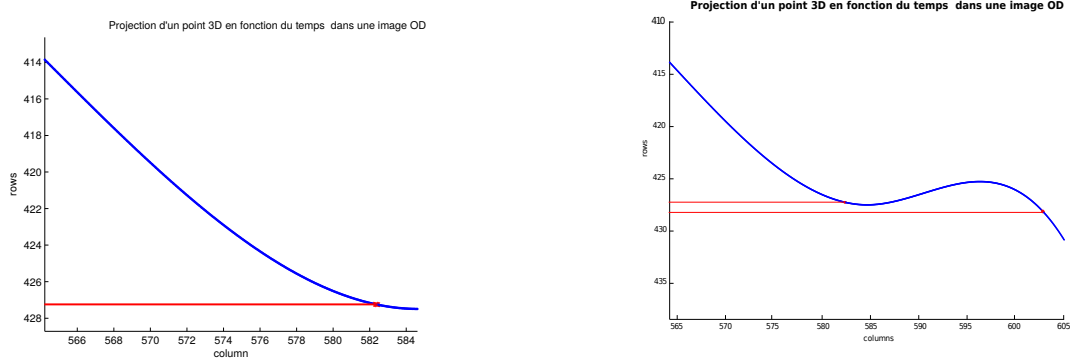 Projection d'un point 3D en fonction du temps dans une image OD
414
416
418
420
422
424
426
428
rows
566 568 570 572 574 576 578 580 582 584
column
Projection d'un point 3D en fonction du temps dans une image OD
410
415
420
425
430
435
rows
565 570 575 580 585 590 595 600 605
columns